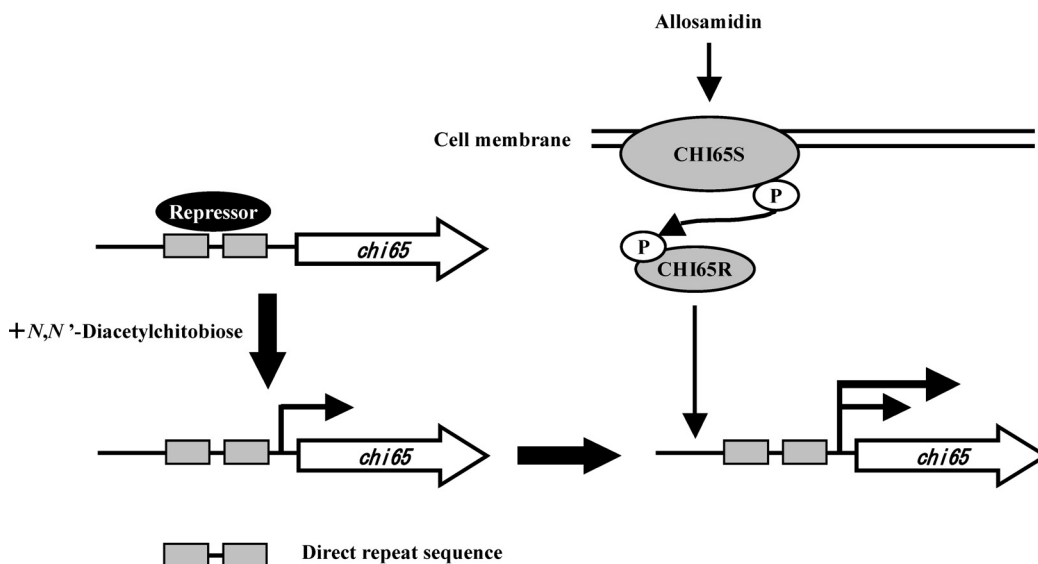 Allosamidin
Cell membrane
CHI65S
P
Repressor
P
chi65
CHI65R
+N,N'-Diacetylchitobiose
chi65
chi65
Direct repeat sequence